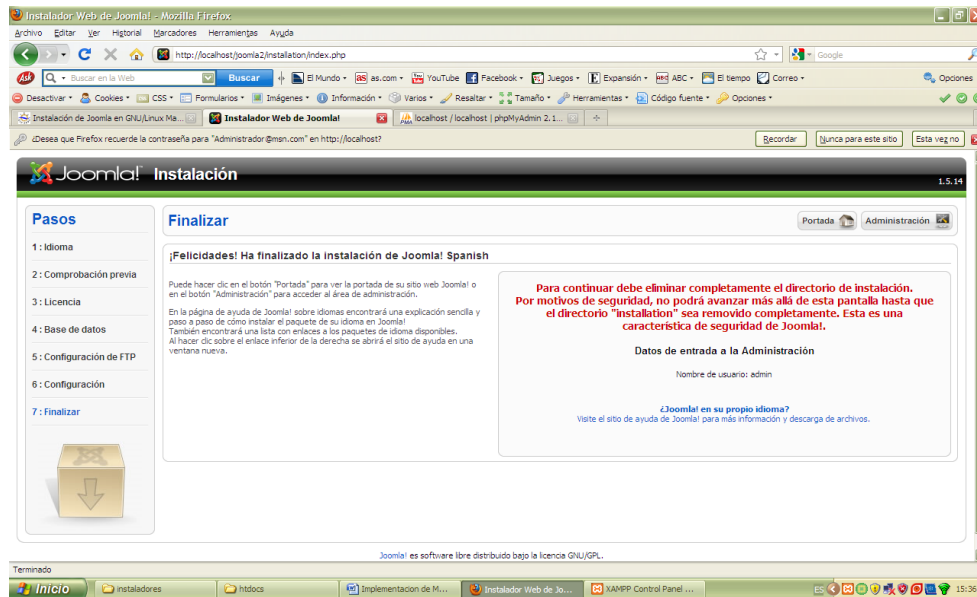 Instalador Web de Joomla! - Mozilla Firefox
Archivo Editar Ver Historial Marcadores Herramientas Ayuda
http://localhost/joomla2/installation/index.php
Google
Ask Buscar en la Web Buscar El Mundo as as.com YouTube Facebook Juegos Expansión ABC ABC El tiempo Correo Opciones
Desactivar Cookies CSS Formularios Imágenes Información Varios Resaltar Tamaño Herramientas Código fuente Opciones
Instalación de Joomla en GNU/Linux Ma... Instalador Web de Joomla! localhost / localhost | phpMyAdmin 2.1...
¿Desea que Firefox recuerde la contraseña para "Administrador@msn.com" en http://localhost? Recordar Nunca para este sitio Esta vez no
Joomla! Instalación
1.5.14
Pasos
1 : Idioma
2 : Comprobación previa
3 : Licencia
4 : Base de datos
5 : Configuración de FTP
6 : Configuración
7 : Finalizar
Finalizar
Portada Administración
¡Felicidades! Ha finalizado la instalación de Joomla! Spanish
Puede hacer clic en el botón "Portada" para ver la portada de su sitio web Joomla! o
en el botón "Administración" para acceder al área de administración.
En la página de ayuda de Joomla! sobre idiomas encontrará una explicación sencilla y
paso a paso de cómo instalar el paquete de su idioma en Joomla!
También encontrará una lista con enlaces a los paquetes de idioma disponibles.
Al hacer clic sobre el enlace inferior de la derecha se abrirá el sitio de ayuda en una
ventana nueva.
Para continuar debe eliminar completamente el directorio de instalación.
Por motivos de seguridad, no podrá avanzar más allá de esta pantalla hasta que
el directorio "installation" sea removido completamente. Esta es una
característica de seguridad de Joomla!.
Datos de entrada a la Administración
Nombre de usuario: admin
¿Joomla! en su propio idioma?
Visite el sitio de ayuda de Joomla! para más información y descarga de archivos.
Joomla! es software libre distribuido bajo la licencia GNU/GPL.
Terminado
Inicio instaladores htdocs Implementacion de M... Instalador Web de Jo... XAMPP Control Panel ... ES 15:36